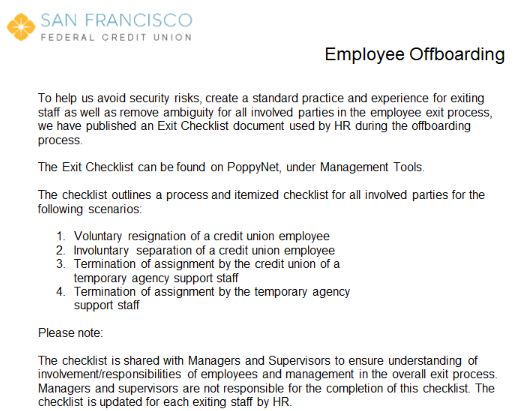 SAN FRANCISCO
FEDERAL CREDIT UNION
Employee Offboarding
To help us avoid security risks, create a standard practice and experience for exiting
staff as well as remove ambiguity for all involved parties in the employee exit process,
we have published an Exit Checklist document used by HR during the offboarding
process.
The Exit Checklist can be found on PoppyNet, under Management Tools.
The checklist outlines a process and itemized checklist for all involved parties for the
following scenarios:
1. Voluntary resignation of a credit union employee
2. Involuntary separation of a credit union employee
3. Termination of assignment by the credit union of a
temporary agency support staff
4. Termination of assignment by the temporary agency
support staff
Please note:
The checklist is shared with Managers and Supervisors to ensure understanding of
involvement/responsibilities of employees and management in the overall exit process.
Managers and supervisors are not responsible for the completion of this checklist. The
checklist is updated for each exiting staff by HR.